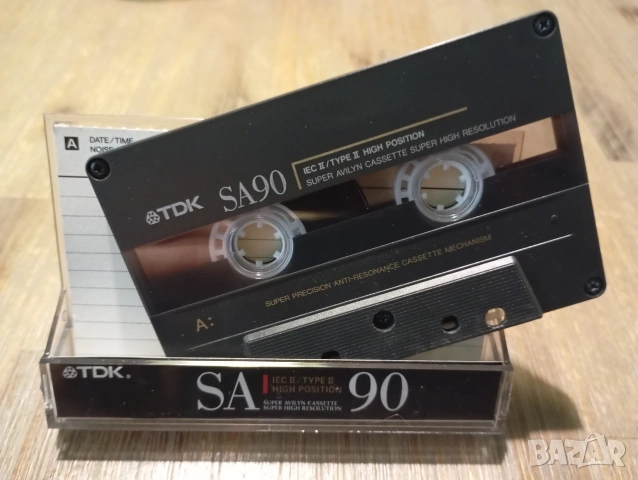 A DATE/TIME
NOISE
TDK SA90 IEC II/TYPE II HIGH POSITION
SUPER AVILYN CASSETTE SUPER HIGH RESOLUTION
SUPER PRECISION ANTI-RESONANCE CASSETTE MECHANISM
A:
TDK. SA IEC II/TYPE II 90
HIGH POSITION
SUPER AVILYN CASSETTE
SUPER HIGH RESOLUTION
BAZAR